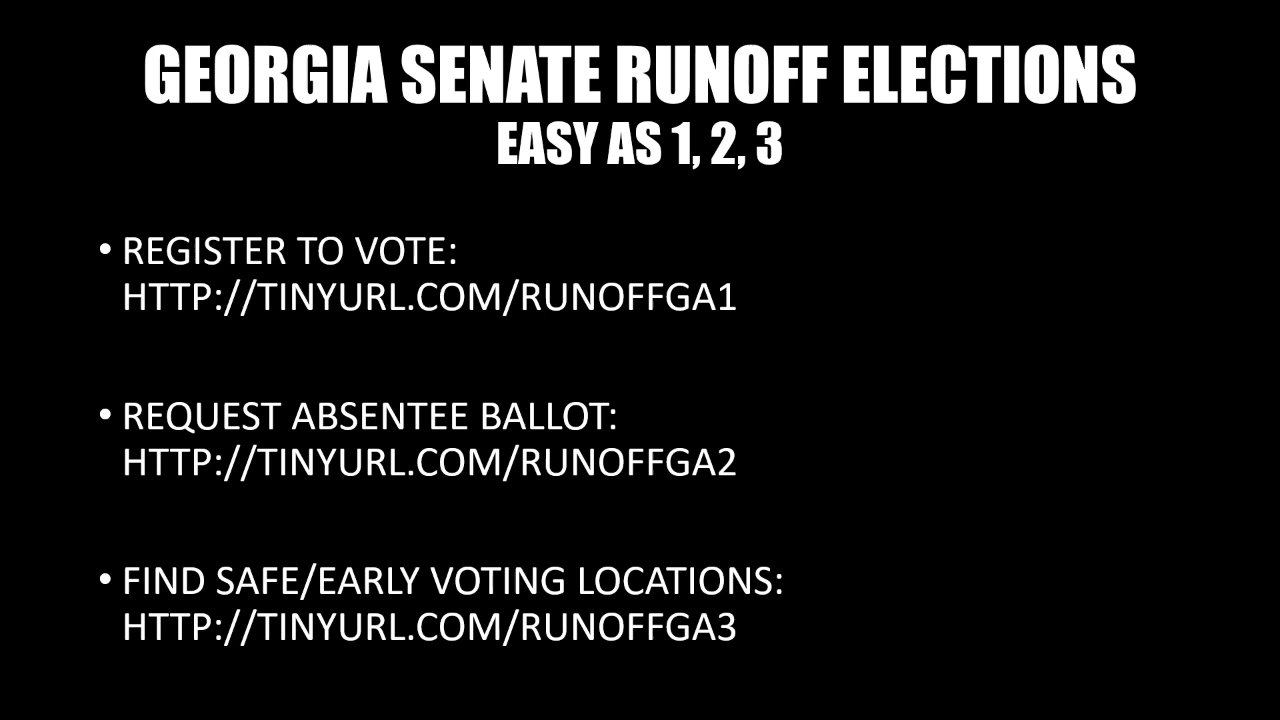 GEORGIA SENATE RUNOFF ELECTIONS
EASY AS 1, 2, 3
• REGISTER TO VOTE:
HTTP://TINYURL.COM/RUNOFFGA1
• REQUEST ABSENTEE BALLOT:
HTTP://TINYURL.COM/RUNOFFGA2
• FIND SAFE/EARLY VOTING LOCATIONS:
HTTP://TINYURL.COM/RUNOFFGA3